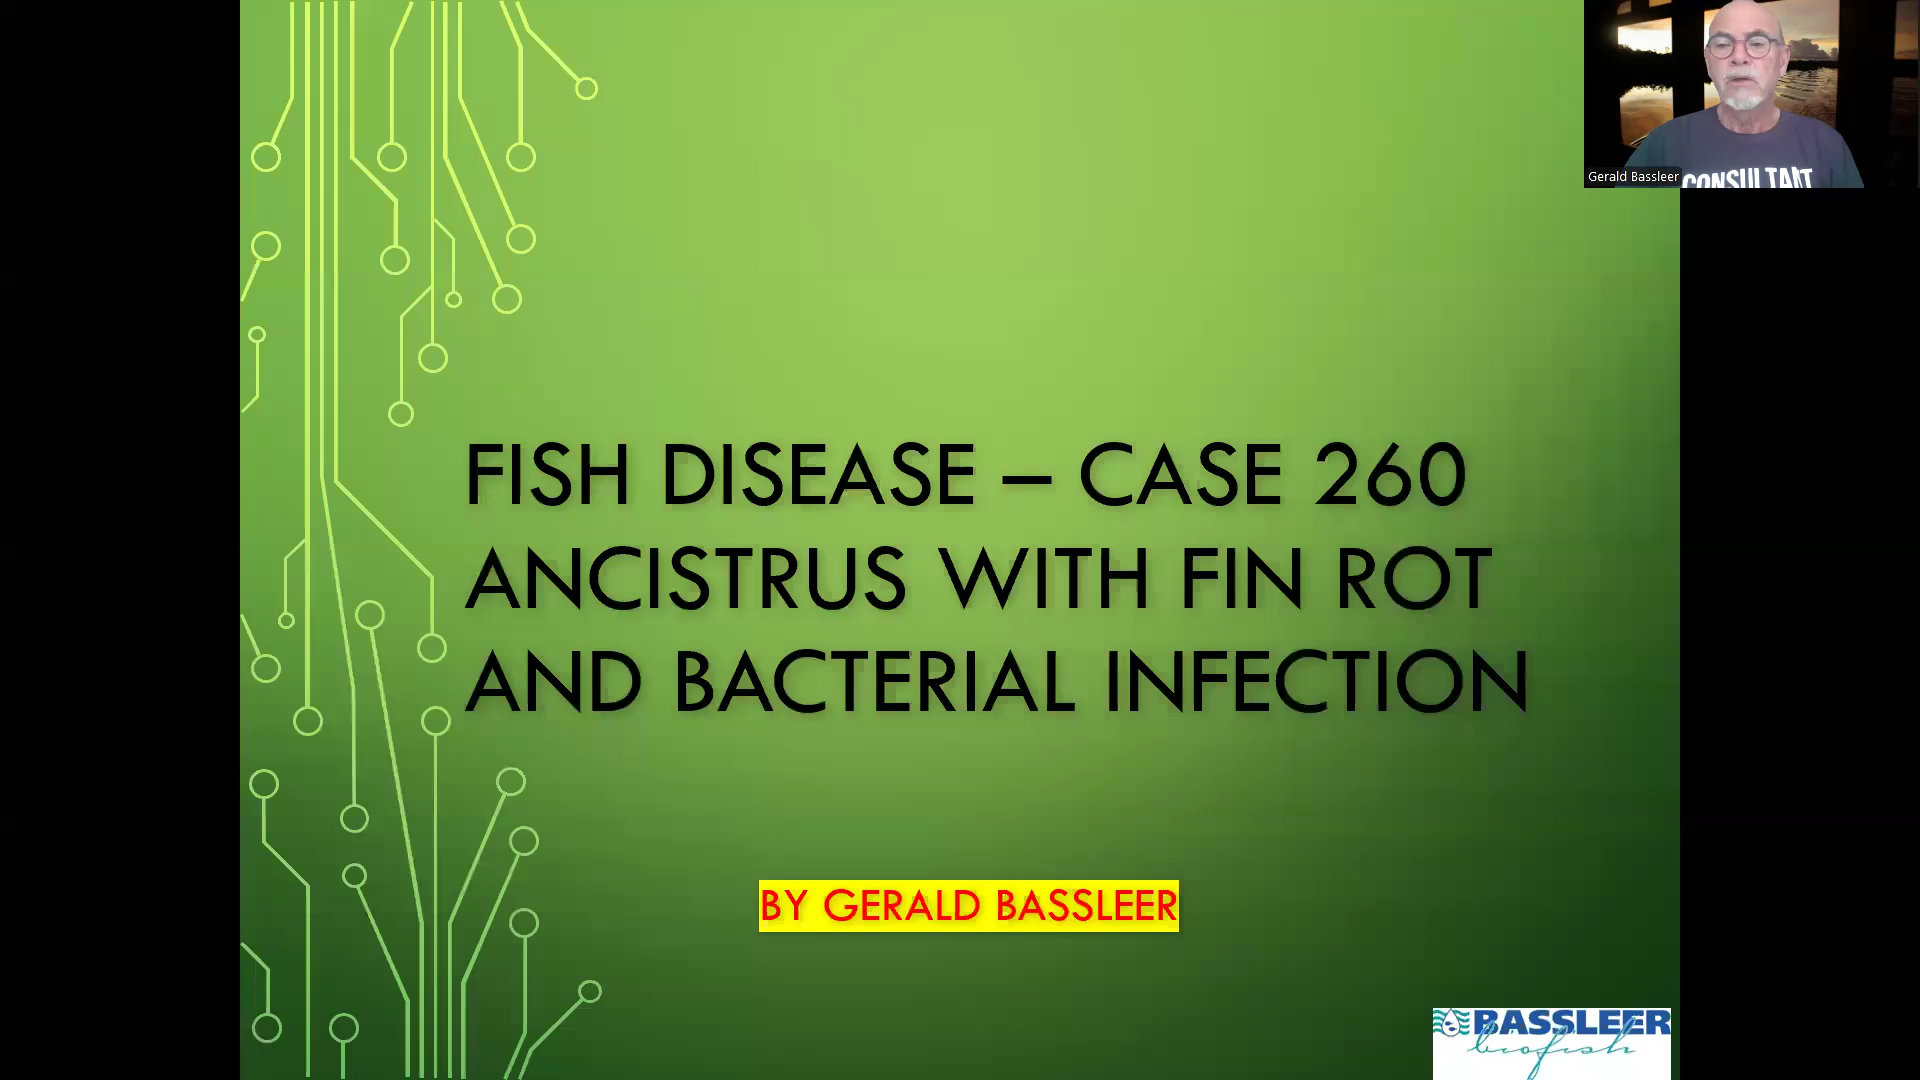 Gerald Bassleer
CONSULTANT
FISH DISEASE – CASE 260
ANCISTRUS WITH FIN ROT
AND BACTERIAL INFECTION
BY GERALD BASSLEER
BASSLEER
biofish